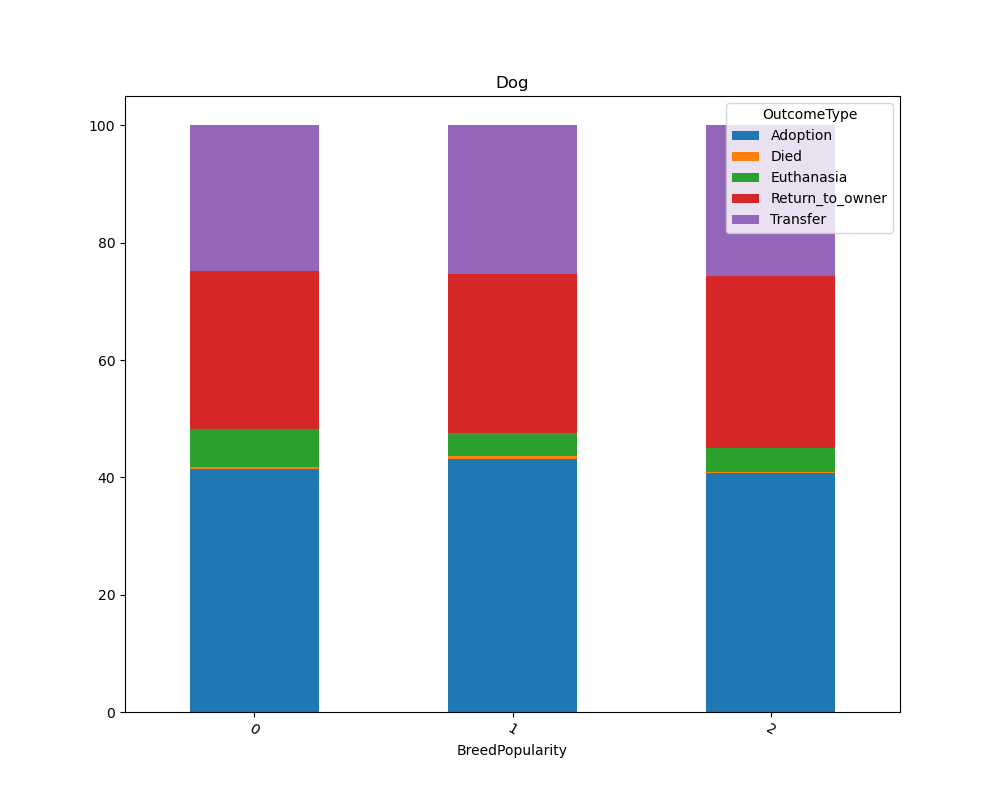 Dog
OutcomeType
Adoption
Died
Euthanasia
Return_to_owner
Transfer
100
80
60
40
20
0
0
1
2
BreedPopularity